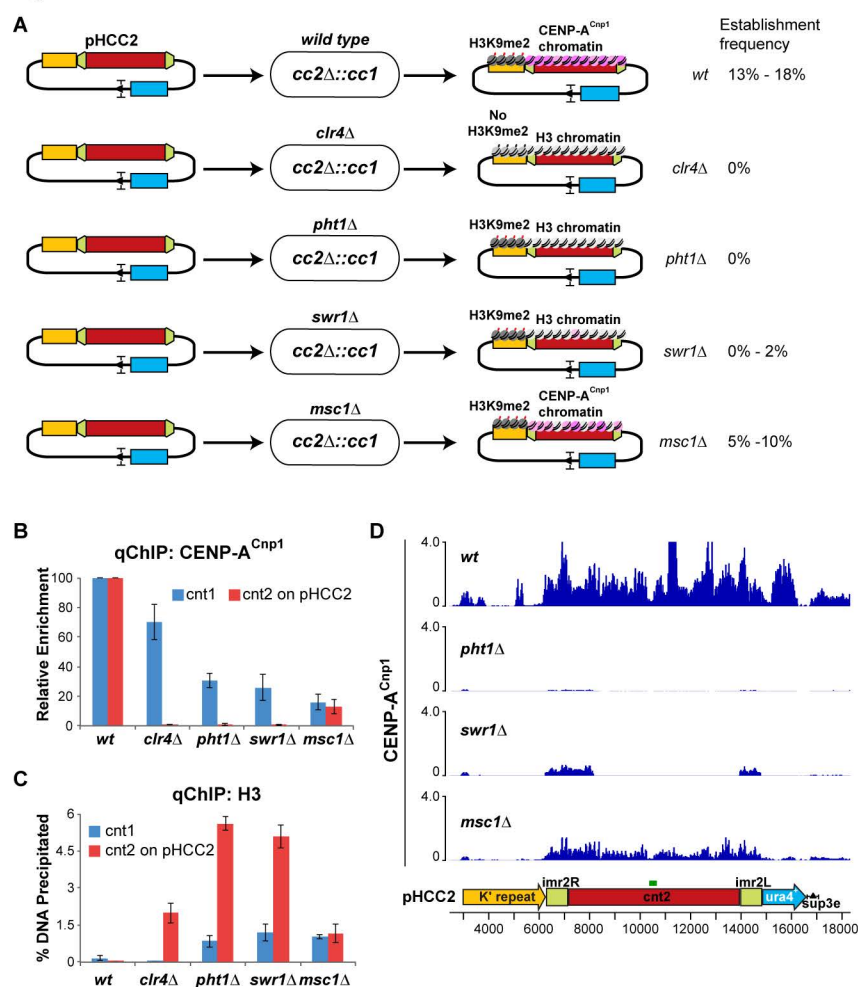 A
pHCC2
wild type
cc2Δ::cc1
H3K9me2
CENP-A^Cnp1
chromatin
Establishment
frequency
wt 13% - 18%
clr4Δ
cc2Δ::cc1
No
H3K9me2
H3 chromatin
clr4Δ 0%
pht1Δ
cc2Δ::cc1
H3K9me2
H3 chromatin
pht1Δ 0%
swr1Δ
cc2Δ::cc1
H3K9me2
H3 chromatin
swr1Δ 0% - 2%
msc1Δ
cc2Δ::cc1
H3K9me2
CENP-A^Cnp1
chromatin
msc1Δ 5% -10%
B
qChIP: CENP-A^Cnp1
Relative Enrichment
100
80
60
40
20
0
cnt1
cnt2 on pHCC2
wt clr4Δ pht1Δ swr1Δ msc1Δ
C
qChIP: H3
% DNA Precipitated
6
4.5
3
1.5
0
cnt1
cnt2 on pHCC2
wt clr4Δ pht1Δ swr1Δ msc1Δ
D
CENP-A^Cnp1
4.0
0
wt
4.0
0
pht1Δ
4.0
0
swr1Δ
4.0
0
msc1Δ
pHCC2
K' repeat
imr2R
cnt2
imr2L
ura4
sup3e
4000 6000 8000 10000 12000 14000 16000 18000